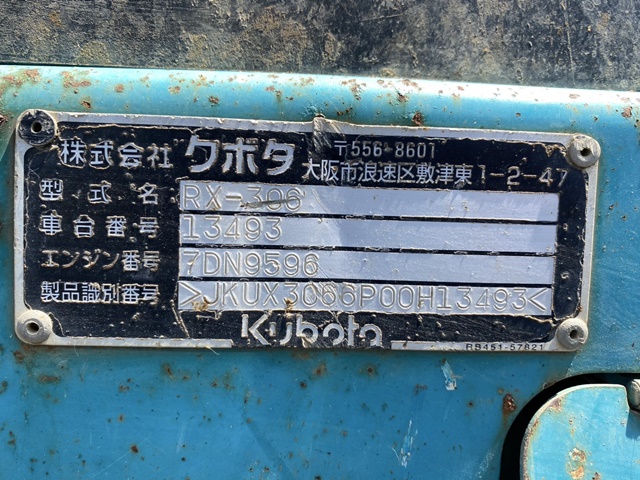 株式会社 クボタ
〒556-8601
大阪市浪速区敷津東1-2-47
型式名 RX-306
車台番号 13493
エンジン番号 7DN9596
製品識別番号 >JKUX3066P00H13493<
Kubota
RB451-57821